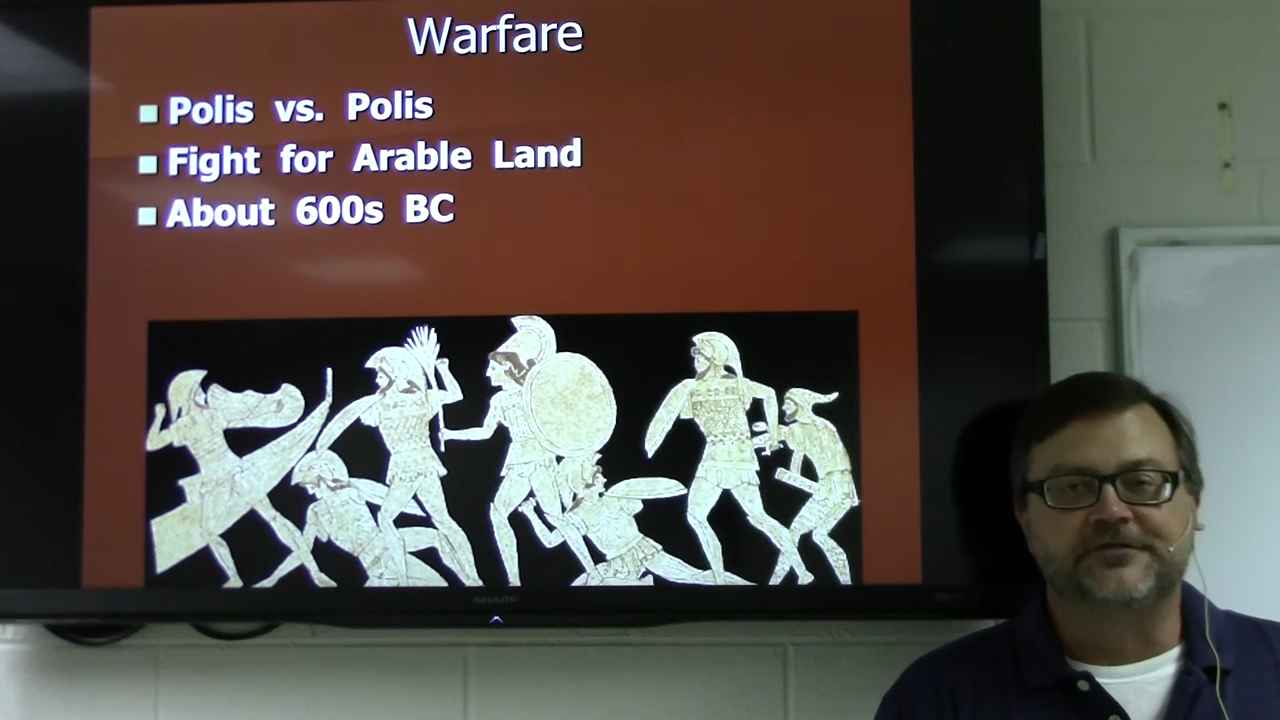 Warfare
Polis vs. Polis
Fight for Arable Land
About 600s BC
SHARP